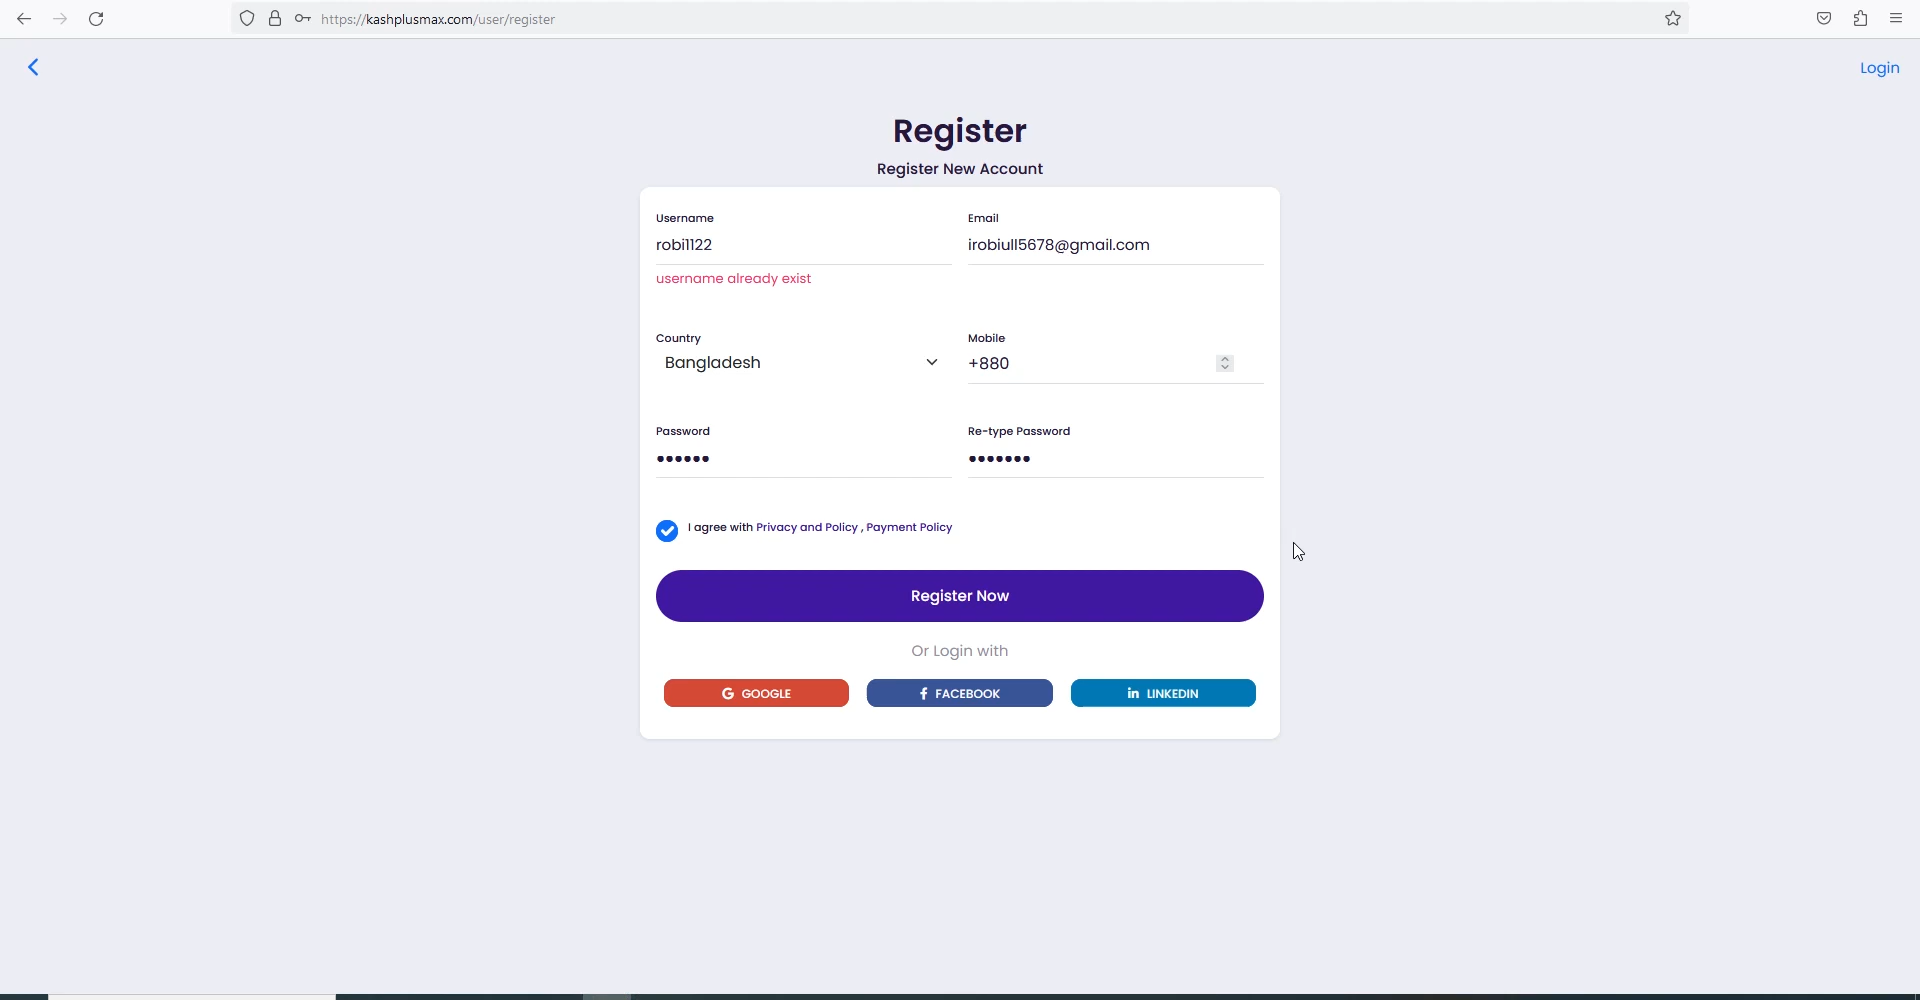 https://kashplusmax.com/user/register
Login
Register
Register New Account
Username
Email
robi1122
irobiull5678@gmail.com
username already exist
Country
Mobile
Bangladesh
+880
Password
Re-type Password
I agree with Privacy and Policy , Payment Policy
Register Now
Or Login with
G GOOGLE
f FACEBOOK
in LINKEDIN